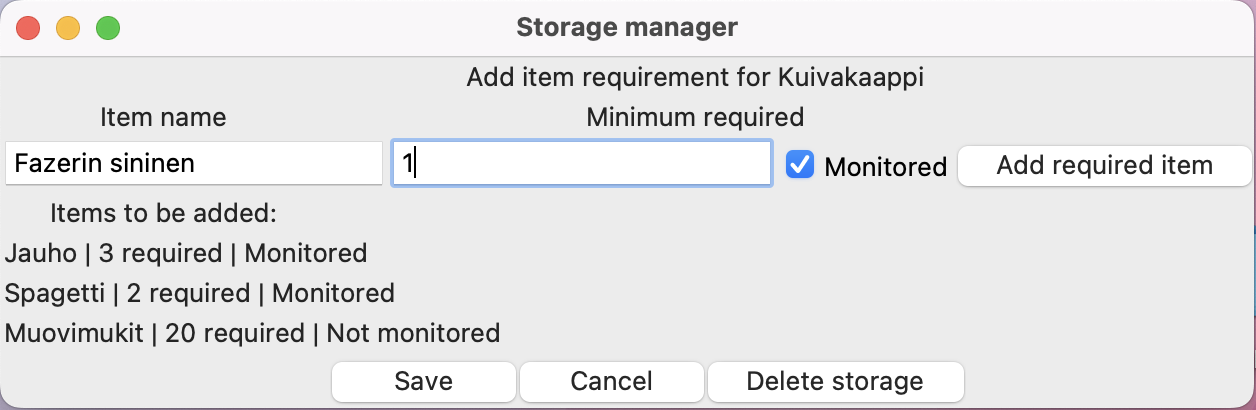 Storage manager
Add item requirement for Kuivakaappi
Item name Minimum required
Fazerin sininen 1 Monitored Add required item
Items to be added:
Jauho | 3 required | Monitored
Spagetti | 2 required | Monitored
Muovimukit | 20 required | Not monitored
Save Cancel Delete storage